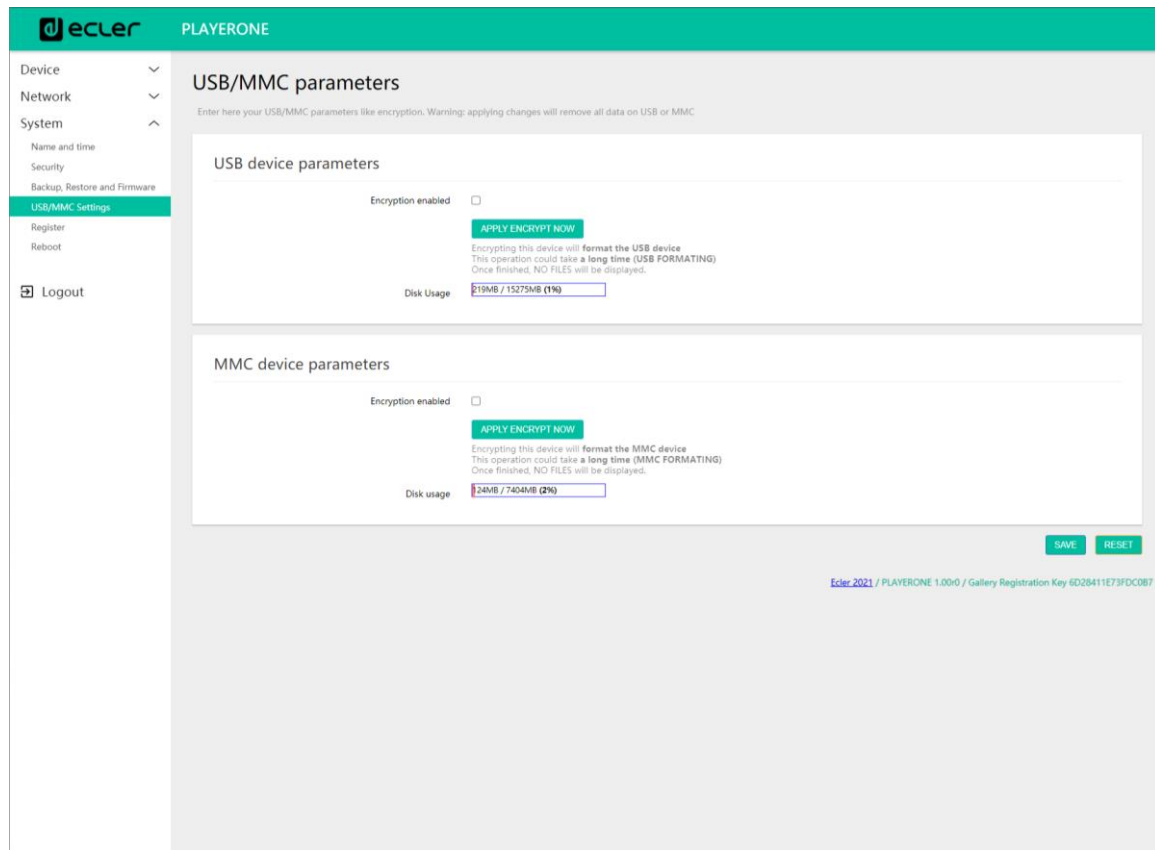 ecler
PLAYERONE
Device
Network
System
Name and time
Security
Backup, Restore and Firmware
USB/MMC Settings
Register
Reboot
Logout
USB/MMC parameters
Enter here your USB/MMC parameters like encryption. Warning: applying changes will remove all data on USB or MMC
USB device parameters
Encryption enabled
APPLY ENCRYPT NOW
Encrypting this device will format the USB device
This operation could take a long time (USB FORMATING)
Once finished, NO FILES will be displayed.
Disk Usage 219MB / 15275MB (1%)
MMC device parameters
Encryption enabled
APPLY ENCRYPT NOW
Encrypting this device will format the MMC device
This operation could take a long time (MMC FORMATING)
Once finished, NO FILES will be displayed.
Disk usage 124MB / 7404MB (2%)
SAVE RESET
Ecler 2021 / PLAYERONE 1.00r0 / Gallery Registration Key 6D28411E73FDC0B7